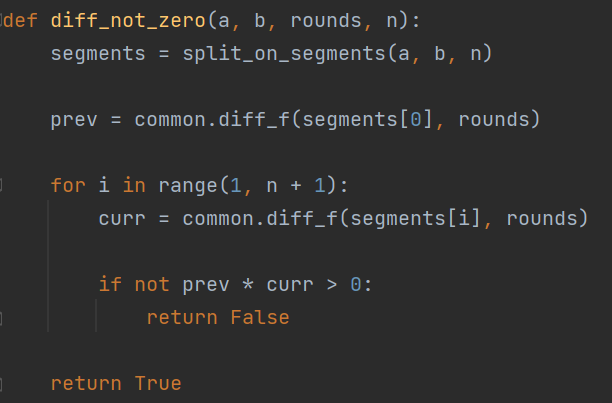 def diff_not_zero(a, b, rounds, n):
    segments = split_on_segments(a, b, n)
    prev = common.diff_f(segments[0], rounds)
    for i in range(1, n + 1):
        curr = common.diff_f(segments[i], rounds)
        if not prev * curr > 0:
            return False
    return True